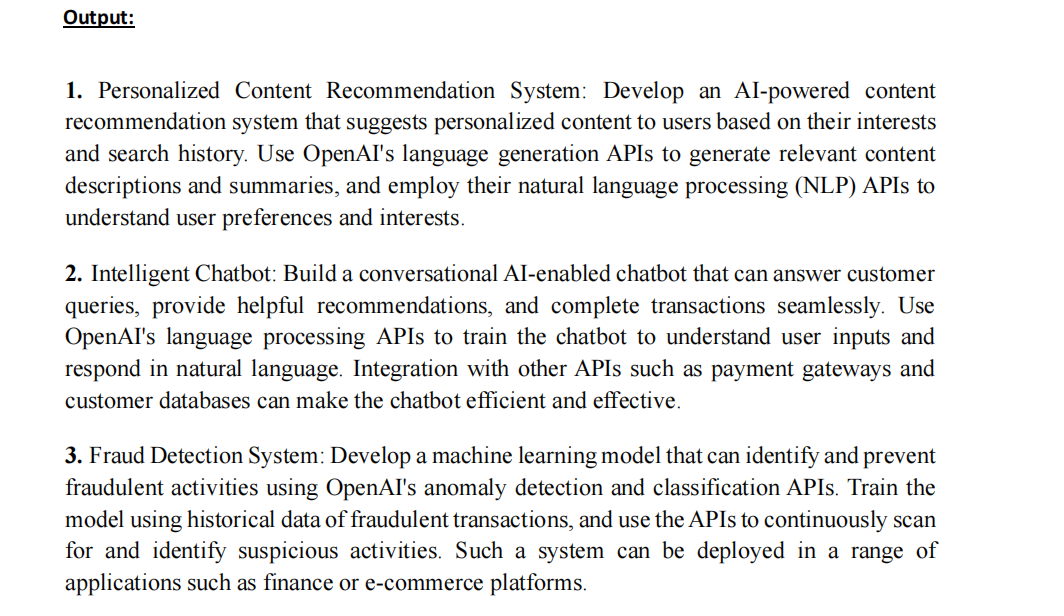 Output:
1. Personalized Content Recommendation System: Develop an AI-powered content
recommendation system that suggests personalized content to users based on their interests
and search history. Use OpenAI's language generation APIs to generate relevant content
descriptions and summaries, and employ their natural language processing (NLP) APIs to
understand user preferences and interests.
2. Intelligent Chatbot: Build a conversational AI-enabled chatbot that can answer customer
queries, provide helpful recommendations, and complete transactions seamlessly. Use
OpenAI's language processing APIs to train the chatbot to understand user inputs and
respond in natural language. Integration with other APIs such as payment gateways and
customer databases can make the chatbot efficient and effective.
3. Fraud Detection System: Develop a machine learning model that can identify and prevent
fraudulent activities using OpenAI's anomaly detection and classification APIs. Train the
model using historical data of fraudulent transactions, and use the APIs to continuously scan
for and identify suspicious activities. Such a system can be deployed in a range of
applications such as finance or e-commerce platforms.